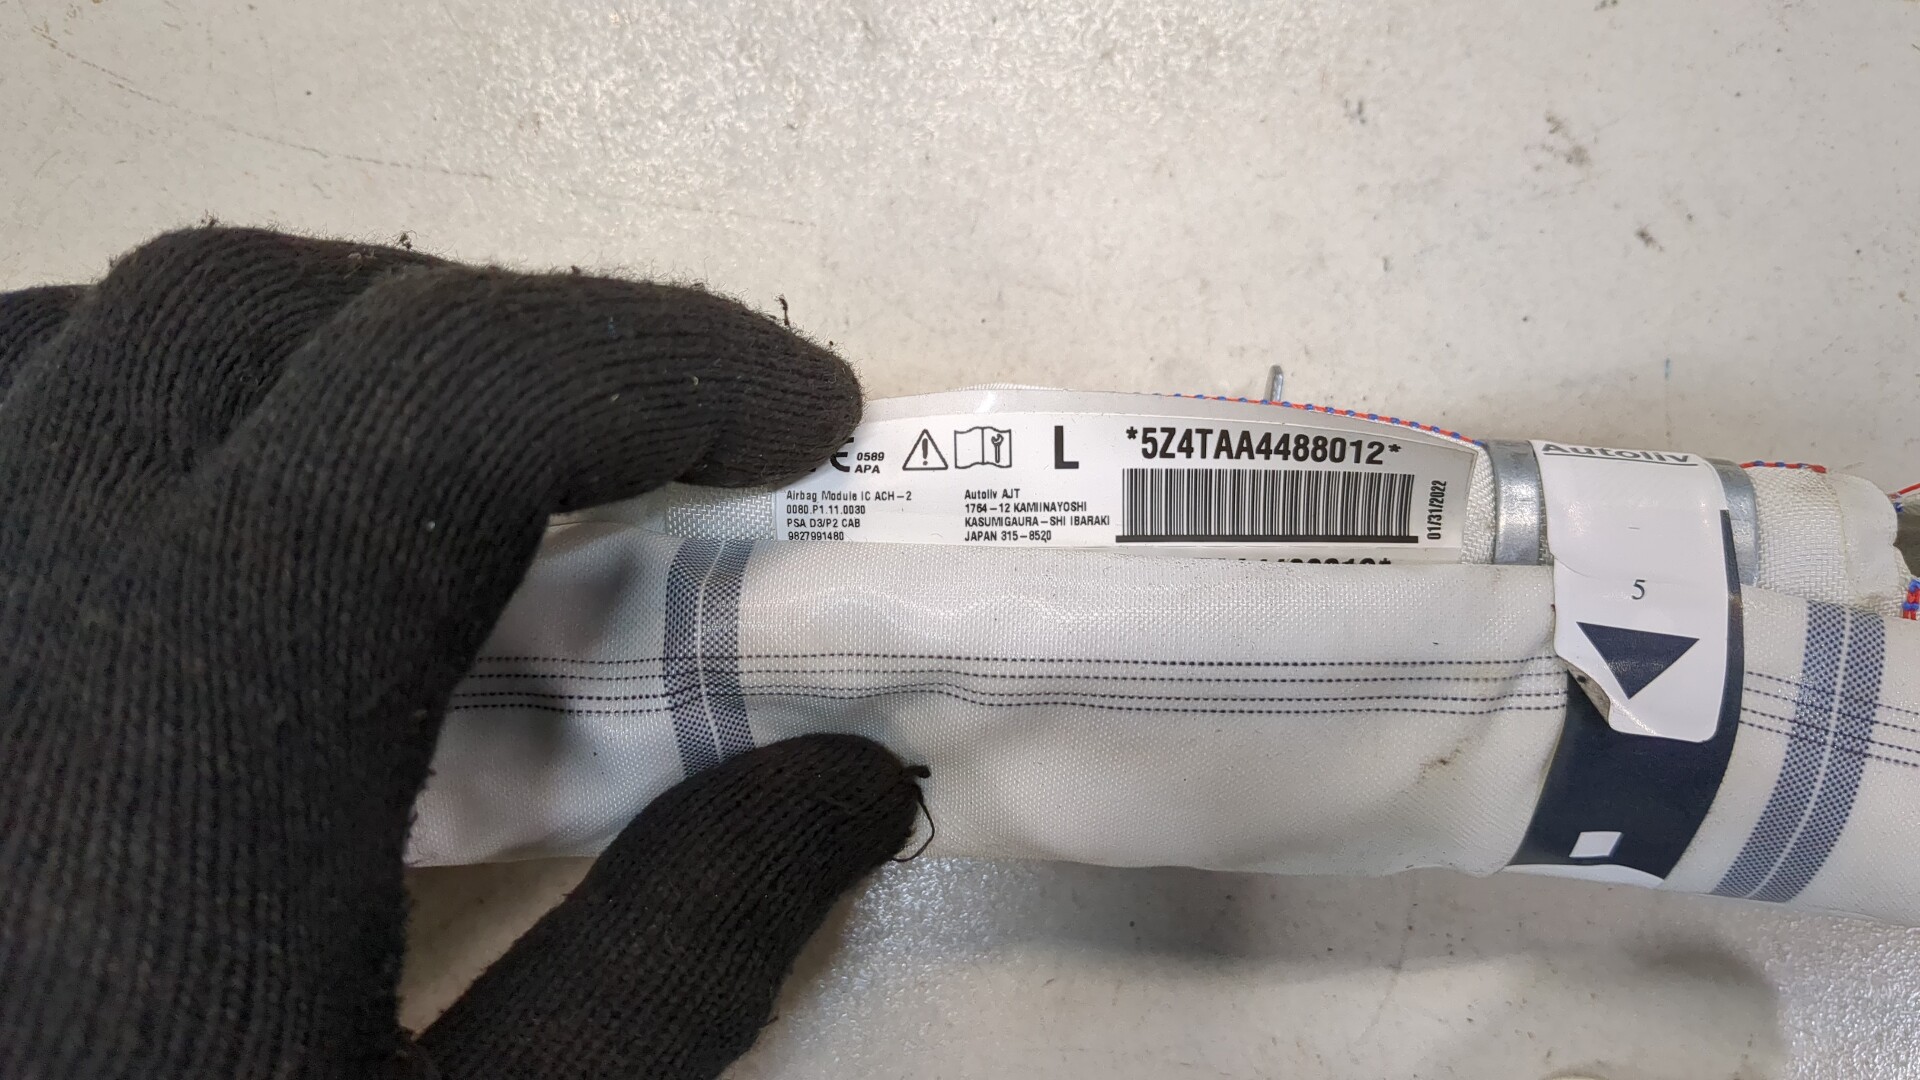 0589
APA
L
*5Z4TAA4488012*
Airbag Module IC ACH-2
0080.P1.11.0030
PSA D3/P2 CAB
9827991480
Autoliv AJT
1764-12 KAMIINAYOSHI
KASUMIGAURA-SHI IBARAKI
JAPAN 315-8520
01/31/2022
Autoliv
5